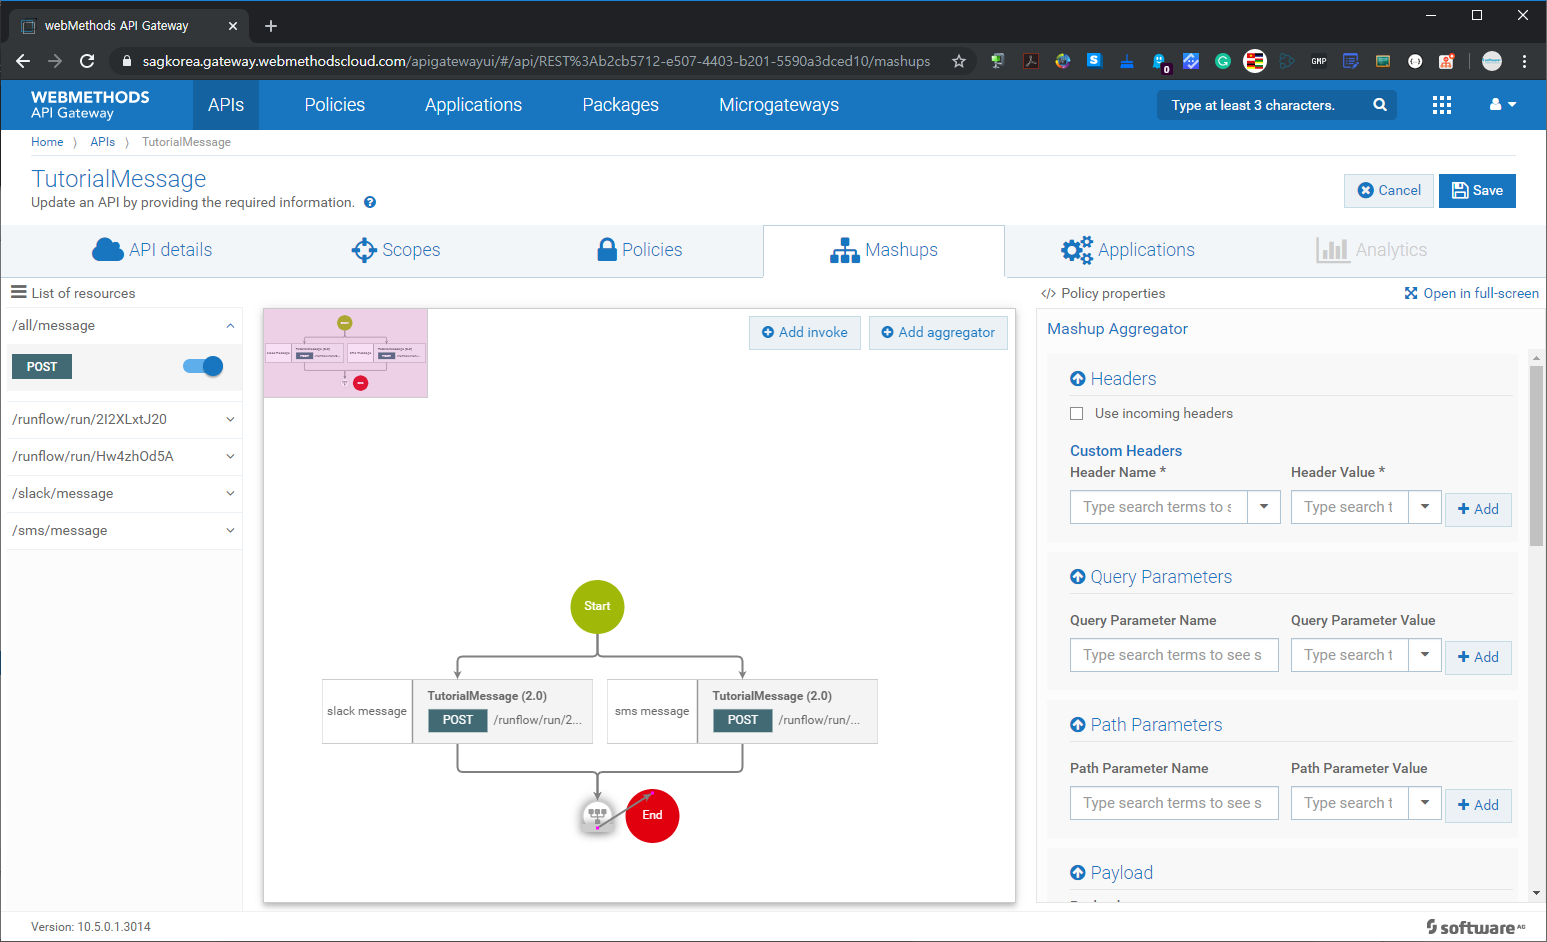 webMethods API Gateway
sagkorea.gateway.webmethodscloud.com/apigatewayui/#/api/REST%3Ab2cb5712-e507-4403-b201-5590a3dced10/mashups
S
0
G
GMP
WEBMETHODS
API Gateway
APIs
Policies
Applications
Packages
Microgateways
Type at least 3 characters.
Home
APIs
TutorialMessage
TutorialMessage
Update an API by providing the required information.
Cancel
Save
API details
Scopes
Policies
Mashups
Applications
Analytics
List of resources
/all/message
POST
/runflow/run/2I2XLxtJ20
/runflow/run/Hw4zhOd5A
/slack/message
/sms/message
Add invoke
Add aggregator
Start
slack message
TutorialMessage (2.0)
POST
/runflow/run/2...
sms message
TutorialMessage (2.0)
POST
/runflow/run/...
End
</> Policy properties
Open in full-screen
Mashup Aggregator
Headers
Use incoming headers
Custom Headers
Header Name *
Header Value *
Type search terms to s
Type search t
+ Add
Query Parameters
Query Parameter Name
Query Parameter Value
Type search terms to see s
Type search t
+ Add
Path Parameters
Path Parameter Name
Path Parameter Value
Type search terms to see s
Type search t
+ Add
Payload
Version: 10.5.0.1.3014
software AG